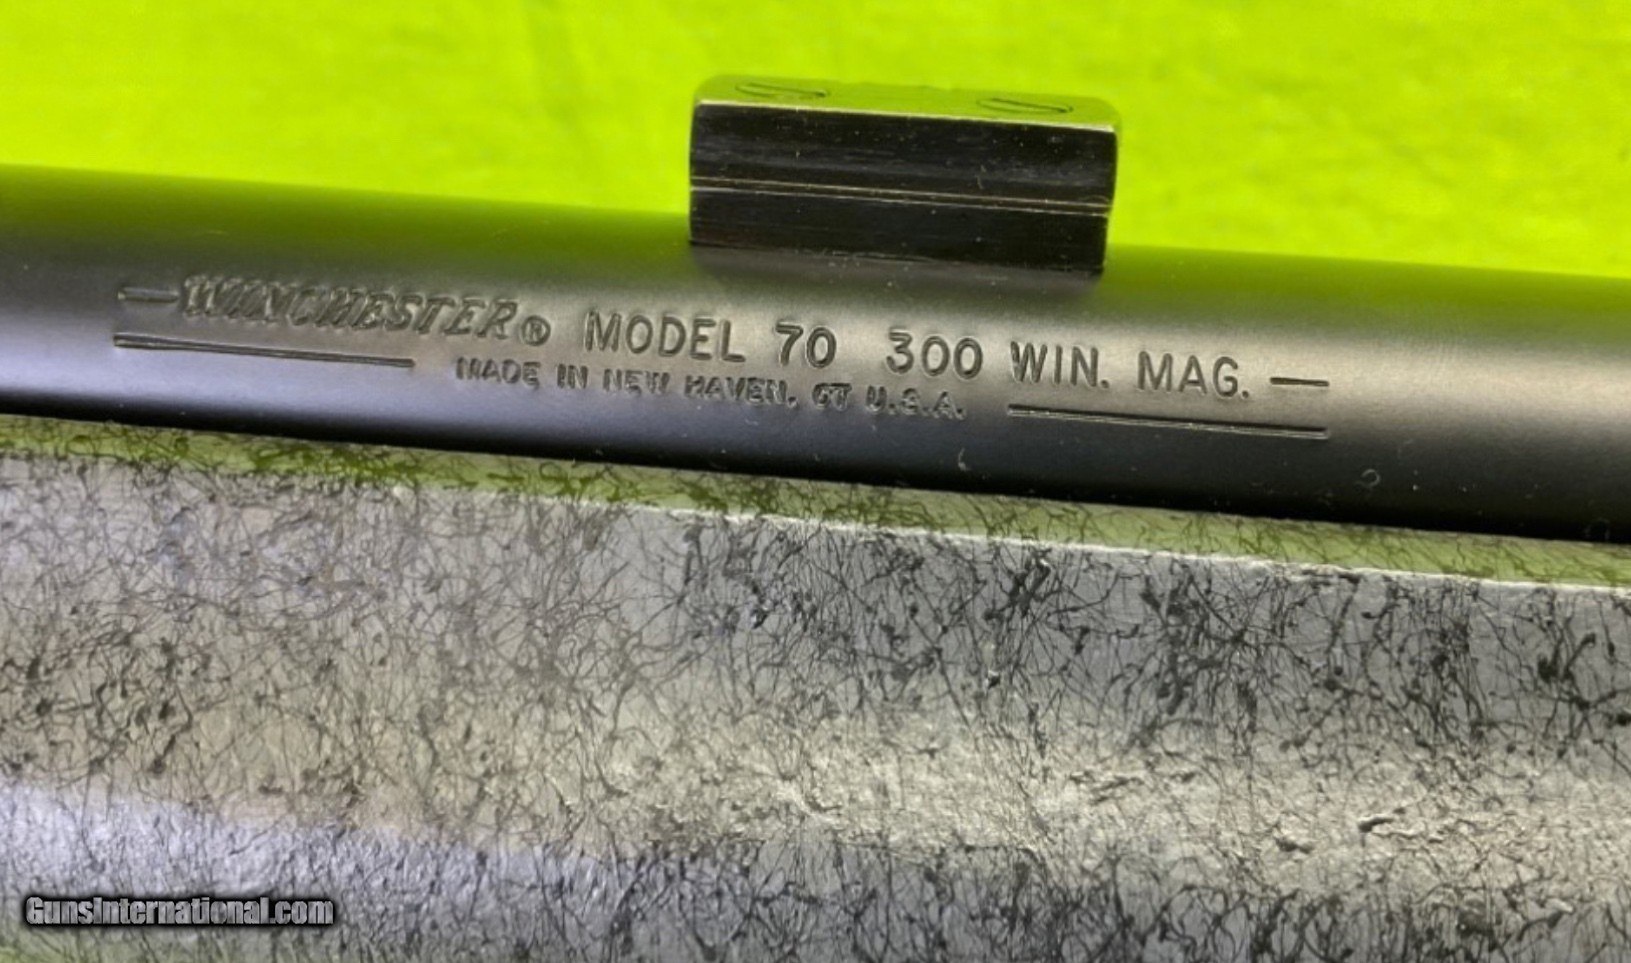 —WINCHESTER® MODEL 70 300 WIN. MAG.—
MADE IN NEW HAVEN, CT U.S.A.
GunsInternational.com